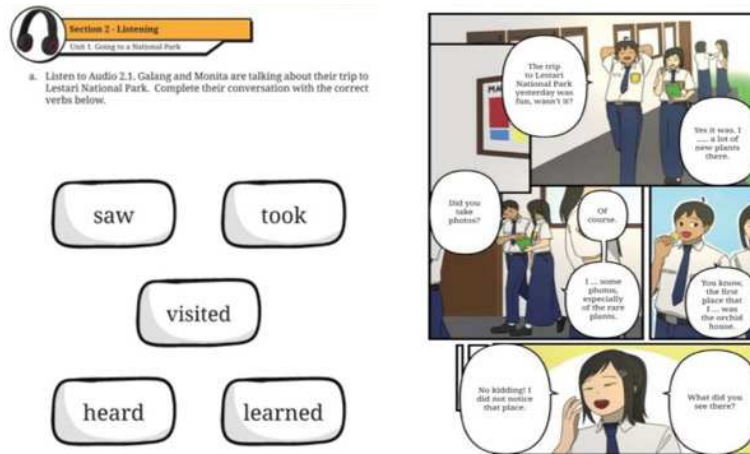 Section 2 - Listening
Unit 1. Going to a National Park
a. Listen to Audio 2.1. Galang and Monita are talking about their trip to
Lestari National Park. Complete their conversation with the correct
verbs below.
saw
took
visited
heard
learned
The trip
to Lestari
National Park
yesterday was
fun, wasn't it?
Yes it was. I
..... a lot of
new plants
there.
Did you
take
photos?
Of
course.
I .... some
photos,
especially
of the rare
plants.
You know,
the first
place that
I .... was
the orchid
house.
No kidding! I
did not notice
that place.
What did you
see there?